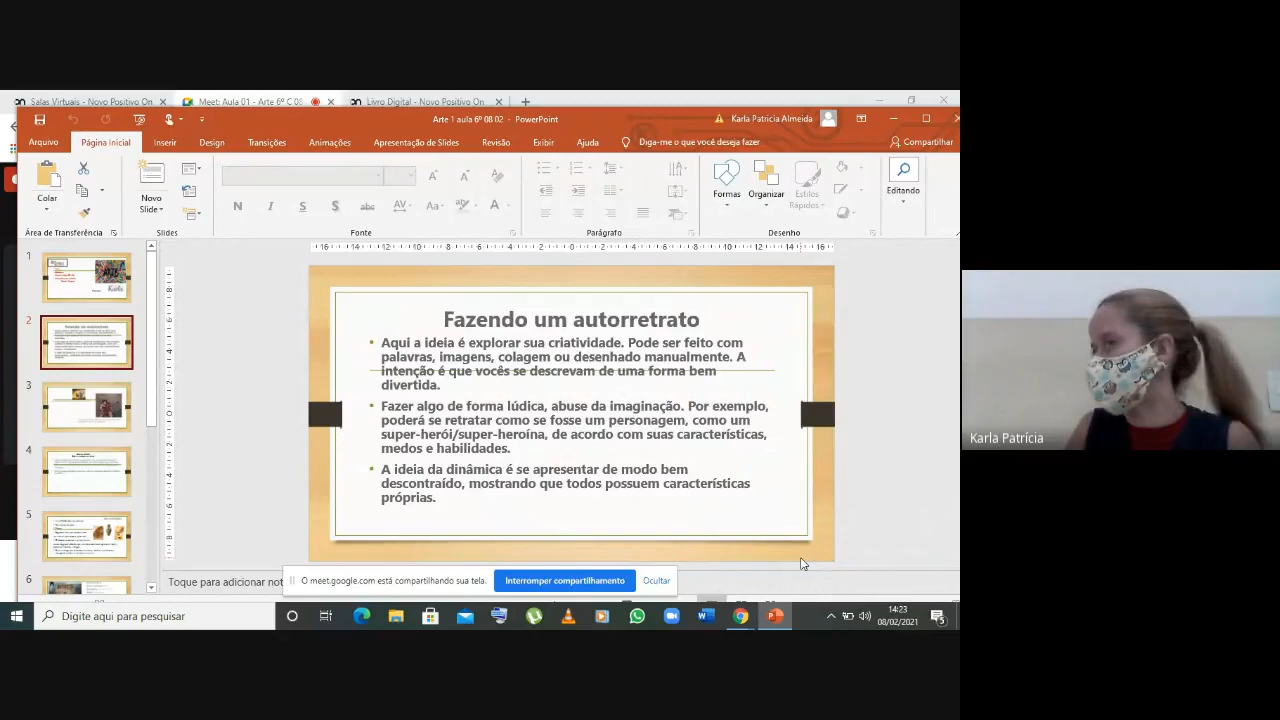 Salas Virtuais - Novo Positivo On
Meet: Aula 01 - Arte 6º C 08
Livro Digital - Novo Positivo On
Arte 1 aula 6º 08 02 - PowerPoint
Karla Patricia Almeida
Arquivo Página Inicial Inserir Design Transições Animações Apresentação de Slides Revisão Exibir Ajuda Diga-me o que você deseja fazer Compartilhar
Colar
Novo
Slide
Formas
Organizar
Estilos
Rápidos
Editando
Área de Transferência
Slides
Fonte
Parágrafo
Desenho
1
2
3
4
5
6
Fazendo um autorretrato
• Aqui a ideia é explorar sua criatividade. Pode ser feito com
palavras, imagens, colagem ou desenhado manualmente. A
intenção é que vocês se descrevam de uma forma bem
divertida.
• Fazer algo de forma lúdica, abuse da imaginação. Por exemplo,
poderá se retratar como se fosse um personagem, como um
super-herói/super-heroína, de acordo com suas características,
medos e habilidades.
• A ideia da dinâmica é se apresentar de modo bem
descontraído, mostrando que todos possuem características
próprias.
Karla Patrícia
Toque para adicionar not
O meet.google.com está compartilhando sua tela.
Interromper compartilhamento
Ocultar
Digite aqui para pesquisar
14:23
08/02/2021
5